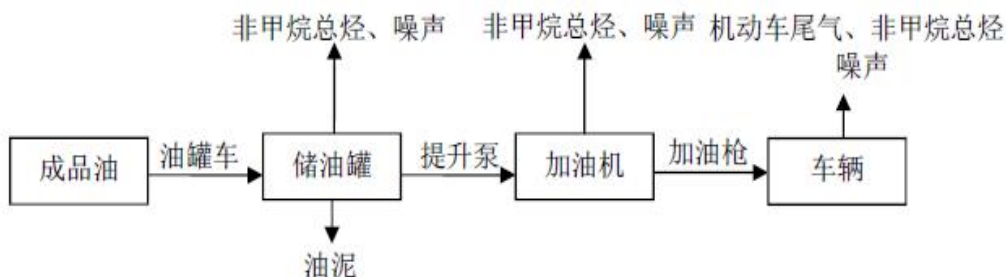 非甲烷总烃、噪声
非甲烷总烃、噪声
机动车尾气、非甲烷总烃
噪声
成品油
油罐车
储油罐
提升泵
加油机
加油枪
车辆
油泥